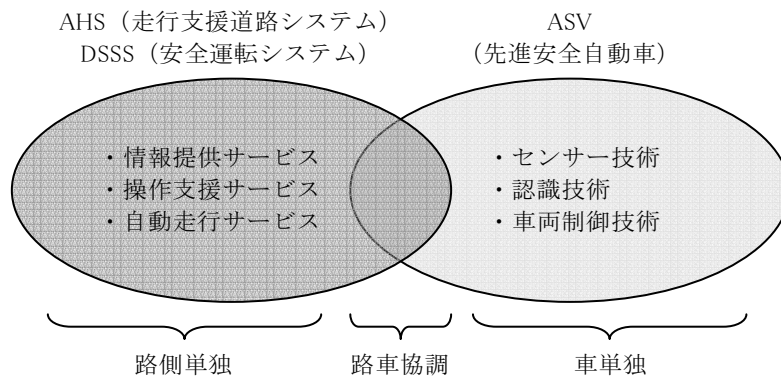 AHS（走行支援道路システム）
DSSS（安全運転システム）
ASV
（先進安全自動車）
・情報提供サービス
・操作支援サービス
・自動走行サービス
・センサー技術
・認識技術
・車両制御技術
路側単独
路車協調
車単独